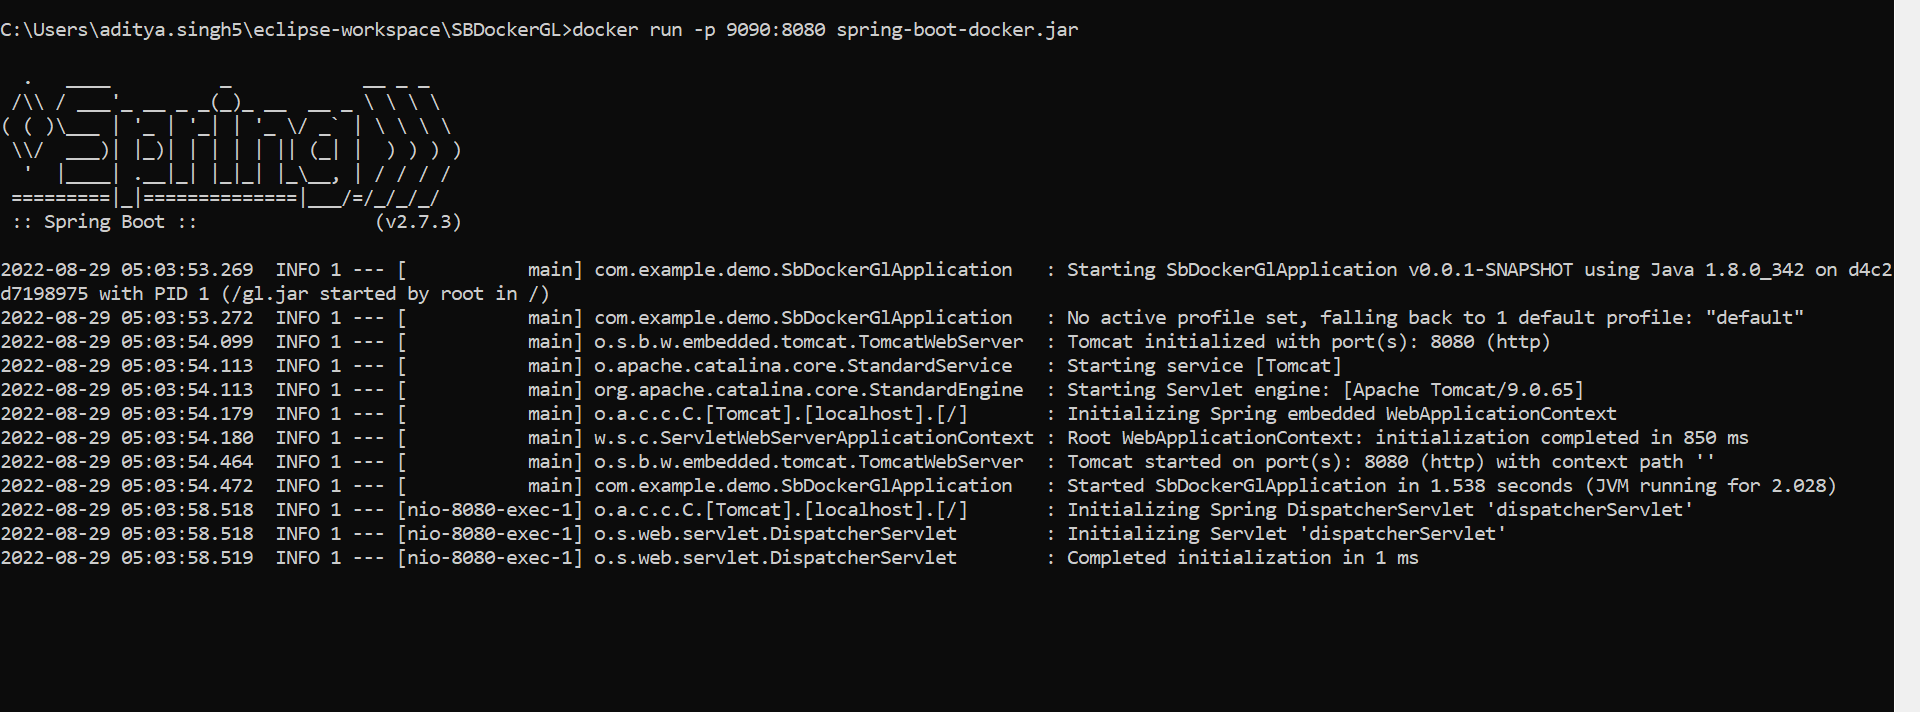 C:\Users\aditya.singh5\eclipse-workspace\SBDockerGL>docker run -p 9090:8080 spring-boot-docker.jar

  .   ____          _            __ _ _
 /\\ / ___'_ __ _ _(_)_ __  __ _ \ \ \ \
( ( )\___ | '_ | '_| | '_ \/ _` | \ \ \ \
 \\/  ___)| |_)| | | | | || (_| |  ) ) ) )
  '  |____| .__|_| |_|_| |_\__, | / / / /
 =========|_|==============|___/=/_/_/_/
 :: Spring Boot ::                (v2.7.3)

2022-08-29 05:03:53.269  INFO 1 --- [           main] com.example.demo.SbDockerGlApplication   : Starting SbDockerGlApplication v0.0.1-SNAPSHOT using Java 1.8.0_342 on d4c2
d7198975 with PID 1 (/gl.jar started by root in /)
2022-08-29 05:03:53.272  INFO 1 --- [           main] com.example.demo.SbDockerGlApplication   : No active profile set, falling back to 1 default profile: "default"
2022-08-29 05:03:54.099  INFO 1 --- [           main] o.s.b.w.embedded.tomcat.TomcatWebServer  : Tomcat initialized with port(s): 8080 (http)
2022-08-29 05:03:54.113  INFO 1 --- [           main] o.apache.catalina.core.StandardService   : Starting service [Tomcat]
2022-08-29 05:03:54.113  INFO 1 --- [           main] org.apache.catalina.core.StandardEngine  : Starting Servlet engine: [Apache Tomcat/9.0.65]
2022-08-29 05:03:54.179  INFO 1 --- [           main] o.a.c.c.C.[Tomcat].[localhost].[/]       : Initializing Spring embedded WebApplicationContext
2022-08-29 05:03:54.180  INFO 1 --- [           main] w.s.c.ServletWebServerApplicationContext : Root WebApplicationContext: initialization completed in 850 ms
2022-08-29 05:03:54.464  INFO 1 --- [           main] o.s.b.w.embedded.tomcat.TomcatWebServer  : Tomcat started on port(s): 8080 (http) with context path ''
2022-08-29 05:03:54.472  INFO 1 --- [           main] com.example.demo.SbDockerGlApplication   : Started SbDockerGlApplication in 1.538 seconds (JVM running for 2.028)
2022-08-29 05:03:58.518  INFO 1 --- [nio-8080-exec-1] o.a.c.c.C.[Tomcat].[localhost].[/]       : Initializing Spring DispatcherServlet 'dispatcherServlet'
2022-08-29 05:03:58.518  INFO 1 --- [nio-8080-exec-1] o.s.web.servlet.DispatcherServlet        : Initializing Servlet 'dispatcherServlet'
2022-08-29 05:03:58.519  INFO 1 --- [nio-8080-exec-1] o.s.web.servlet.DispatcherServlet        : Completed initialization in 1 ms